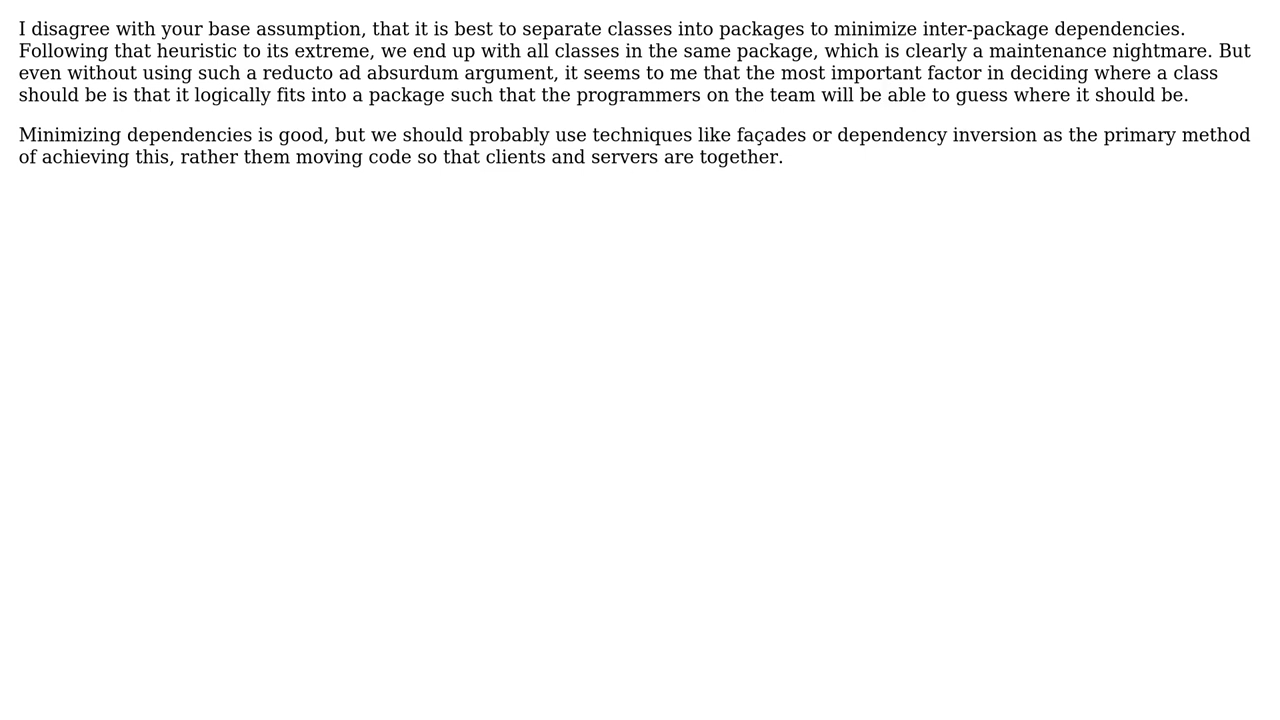 I disagree with your base assumption, that it is best to separate classes into packages to minimize inter-package dependencies.
Following that heuristic to its extreme, we end up with all classes in the same package, which is clearly a maintenance nightmare. But
even without using such a reducto ad absurdum argument, it seems to me that the most important factor in deciding where a class
should be is that it logically fits into a package such that the programmers on the team will be able to guess where it should be.
Minimizing dependencies is good, but we should probably use techniques like façades or dependency inversion as the primary method
of achieving this, rather them moving code so that clients and servers are together.